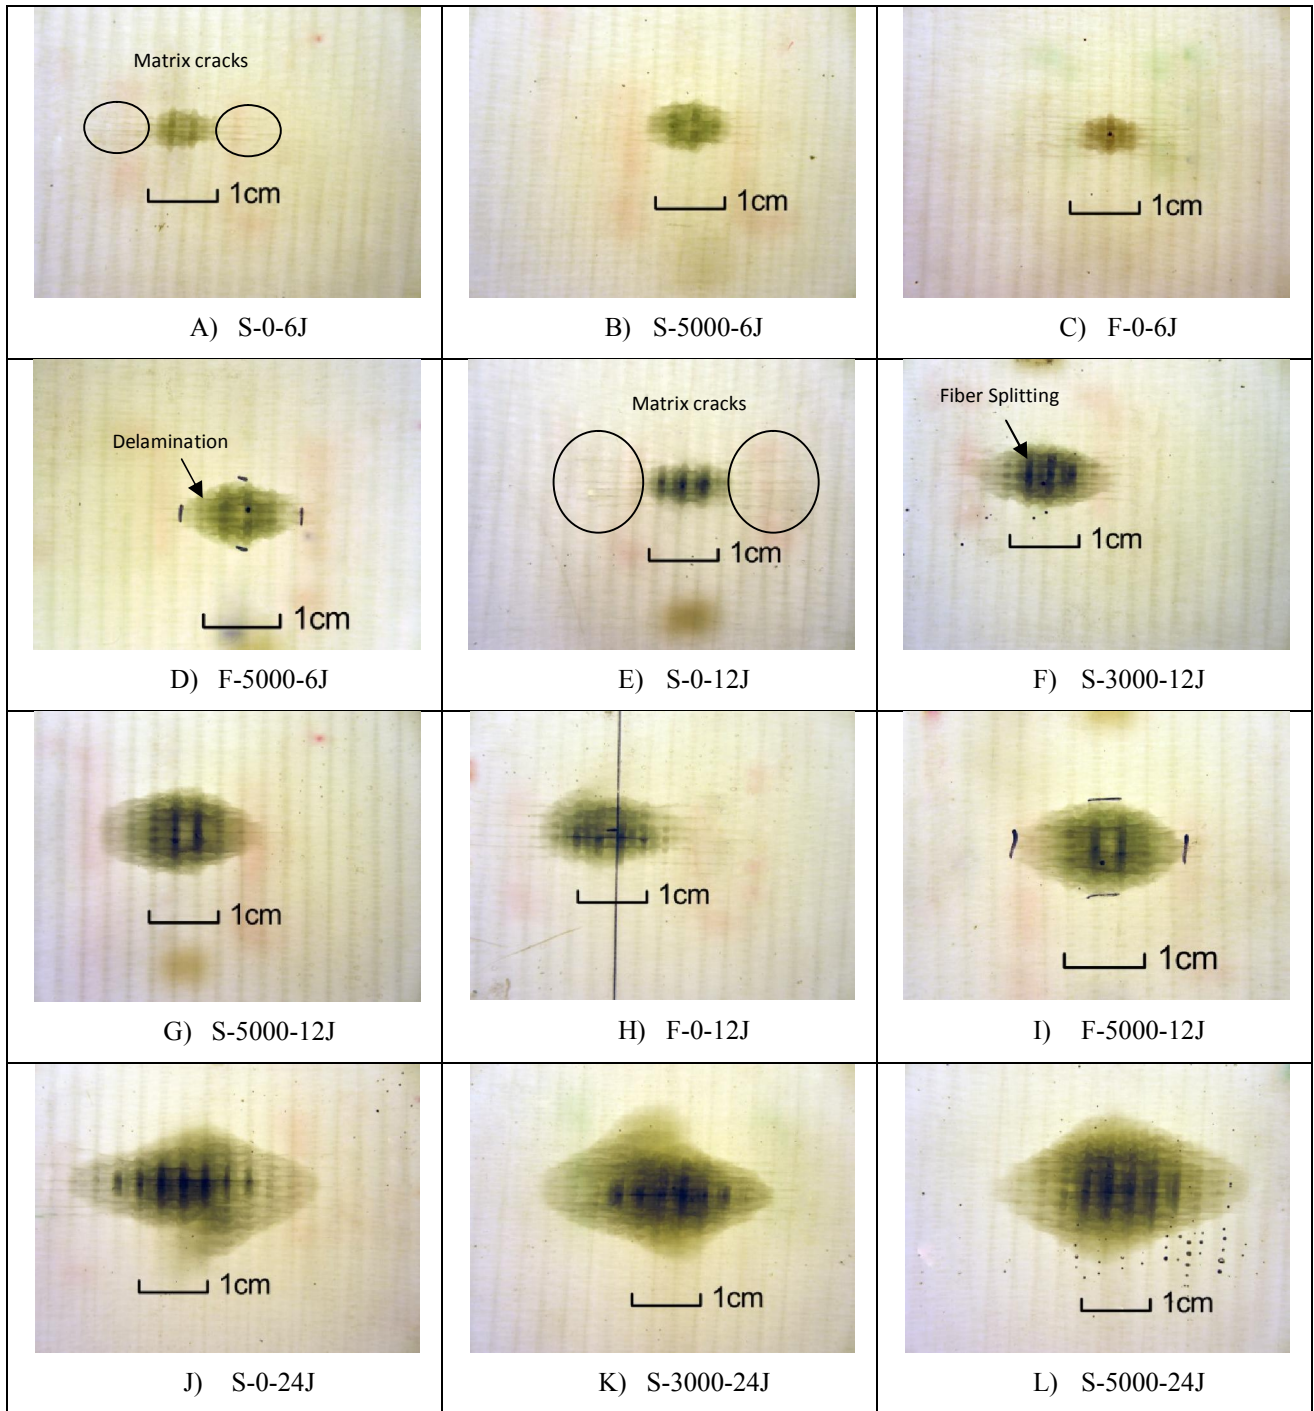 Matrix cracks
1cm
A) S-0-6J
1cm
B) S-5000-6J
1cm
C) F-0-6J
Delamination
1cm
D) F-5000-6J
Matrix cracks
1cm
E) S-0-12J
Fiber Splitting
1cm
F) S-3000-12J
1cm
G) S-5000-12J
1cm
H) F-0-12J
1cm
I) F-5000-12J
1cm
J) S-0-24J
1cm
K) S-3000-24J
1cm
L) S-5000-24J